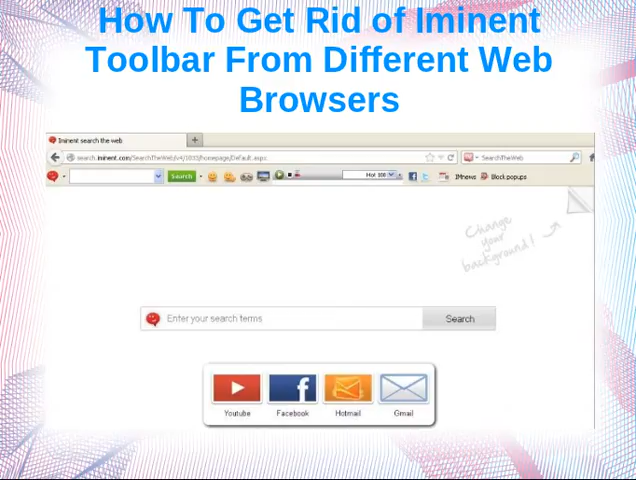 How To Get Rid of Iminent
Toolbar From Different Web
Browsers
Iminent search the web
search.iminent.com/SearchTheWeb/v4/1033/homepage/Default.aspx
SearchTheWeb
Search
Hot 100
IMnews
Block popups
Change
your
background!
Enter your search terms
Search
Youtube
Facebook
Hotmail
Gmail